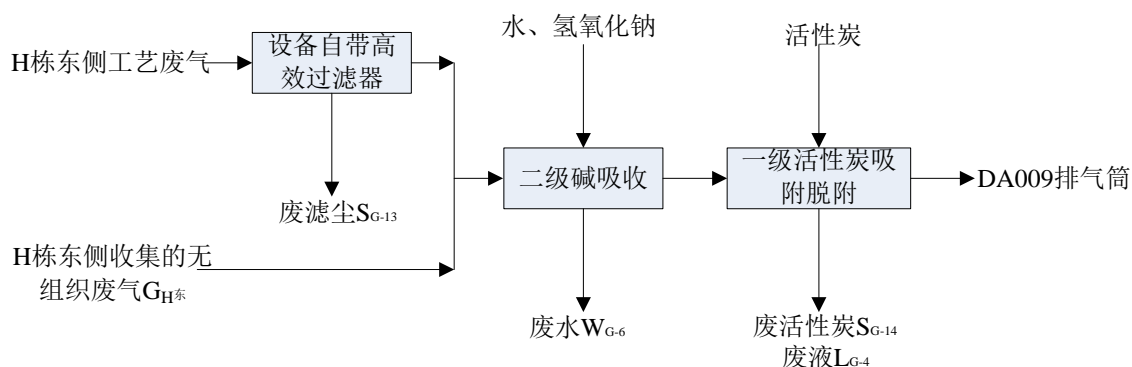 水、氢氧化钠
活性炭
H栋东侧工艺废气
设备自带高
效过滤器
二级碱吸收
一级活性炭吸
附脱附
DA009排气筒
废滤尘SG-13
H栋东侧收集的无
组织废气GH东
废水WG-6
废活性炭SG-14
废液LG-4